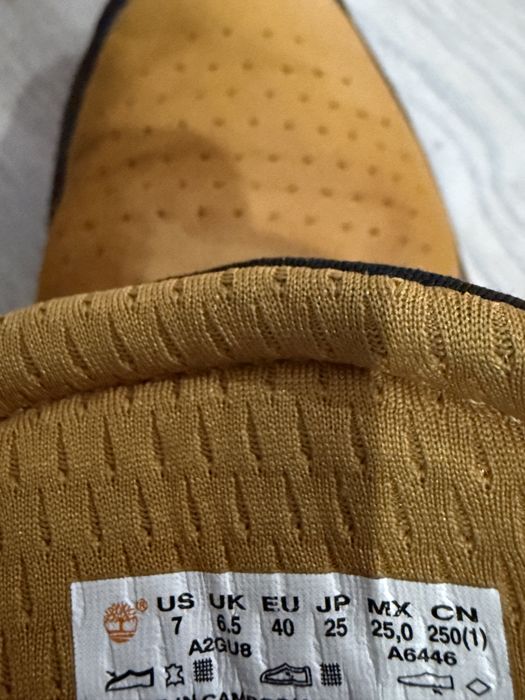 ® US UK EU JP MX CN
7 6.5 40 25 25,0 250(1)
A2GU8 A6446